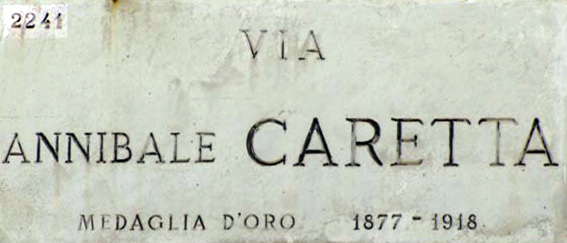 2241
VIA
ANNIBALE CARETTA
MEDAGLIA D'ORO 1877-1918